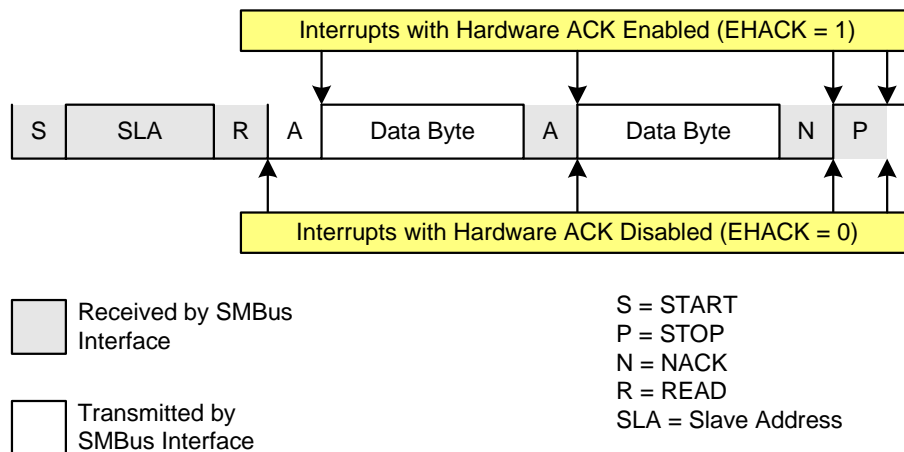 Interrupts with Hardware ACK Enabled (EHACK = 1)
S SLA R A Data Byte A Data Byte N P
Interrupts with Hardware ACK Disabled (EHACK = 0)
Received by SMBus
Interface
Transmitted by
SMBus Interface
S = START
P = STOP
N = NACK
R = READ
SLA = Slave Address